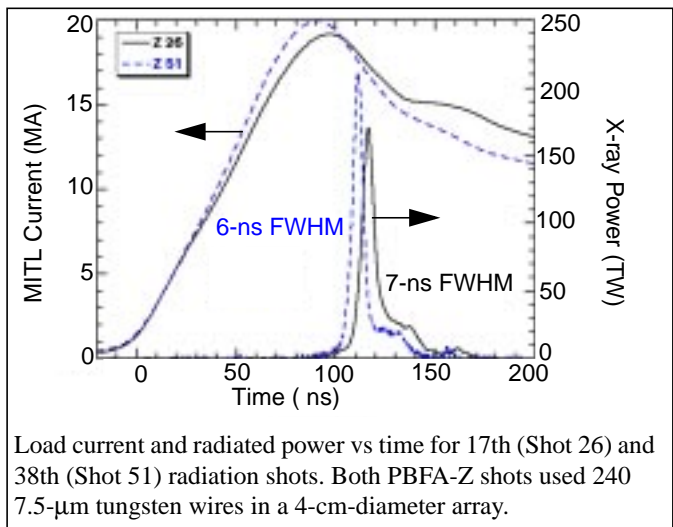 Z 26
Z 51
20
15
10
5
0
MITL Current (MA)
250
200
150
100
50
0
X-ray Power (TW)
6-ns FWHM
7-ns FWHM
0
50
100
150
200
Time ( ns)
Load current and radiated power vs time for 17th (Shot 26) and
38th (Shot 51) radiation shots. Both PBFA-Z shots used 240
7.5-µm tungsten wires in a 4-cm-diameter array.